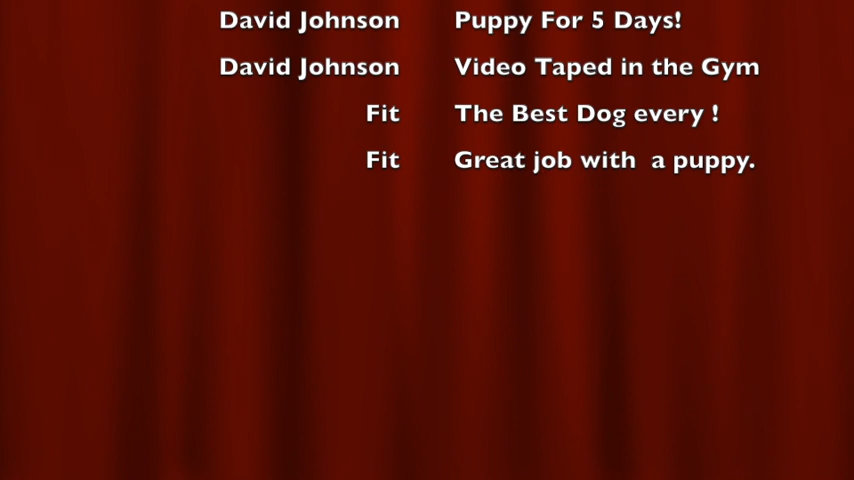 David Johnson Puppy For 5 Days!
David Johnson Video Taped in the Gym
Fit The Best Dog every !
Fit Great job with  a puppy.